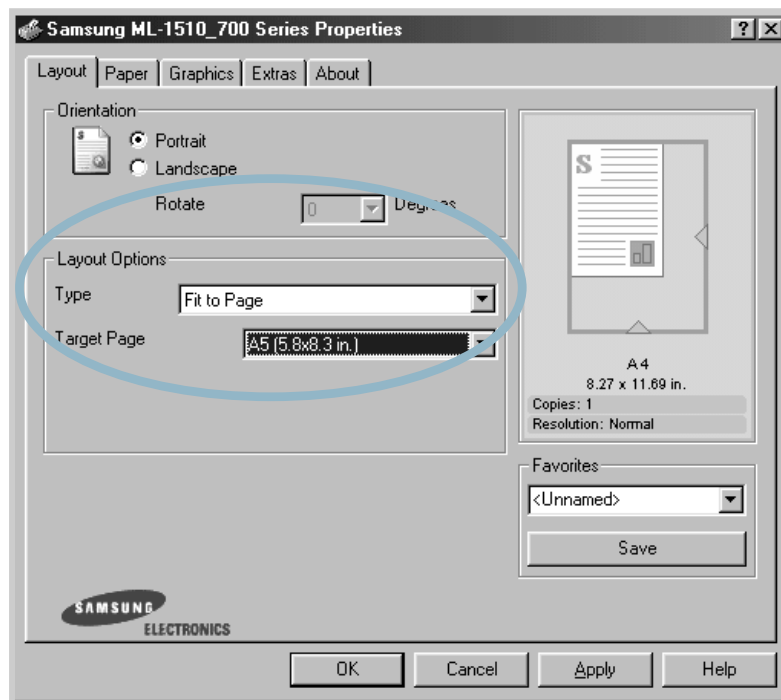 Samsung ML-1510_700 Series Properties
Layout Paper Graphics Extras About
Orientation
Portrait
Landscape
Rotate 0 Degrees
Layout Options
Type Fit to Page
Target Page A5 (5.8x8.3 in.)
S
S
A4
8.27 x 11.69 in.
Copies: 1
Resolution: Normal
Favorites
<Unnamed>
Save
SAMSUNG
ELECTRONICS
OK Cancel Apply Help